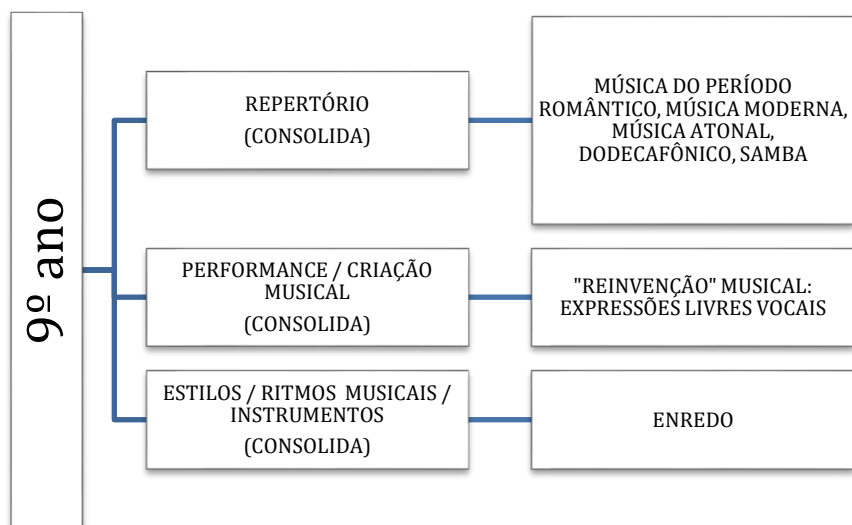 9º ano
REPERTÓRIO
(CONSOLIDA)
MÚSICA DO PERÍODO
ROMÂNTICO, MÚSICA MODERNA,
MÚSICA ATONAL,
DODECAFÔNICO, SAMBA
PERFORMANCE / CRIAÇÃO
MUSICAL
(CONSOLIDA)
"REINVENÇÃO" MUSICAL:
EXPRESSÕES LIVRES VOCAIS
ESTILOS / RITMOS MUSICAIS /
INSTRUMENTOS
(CONSOLIDA)
ENREDO